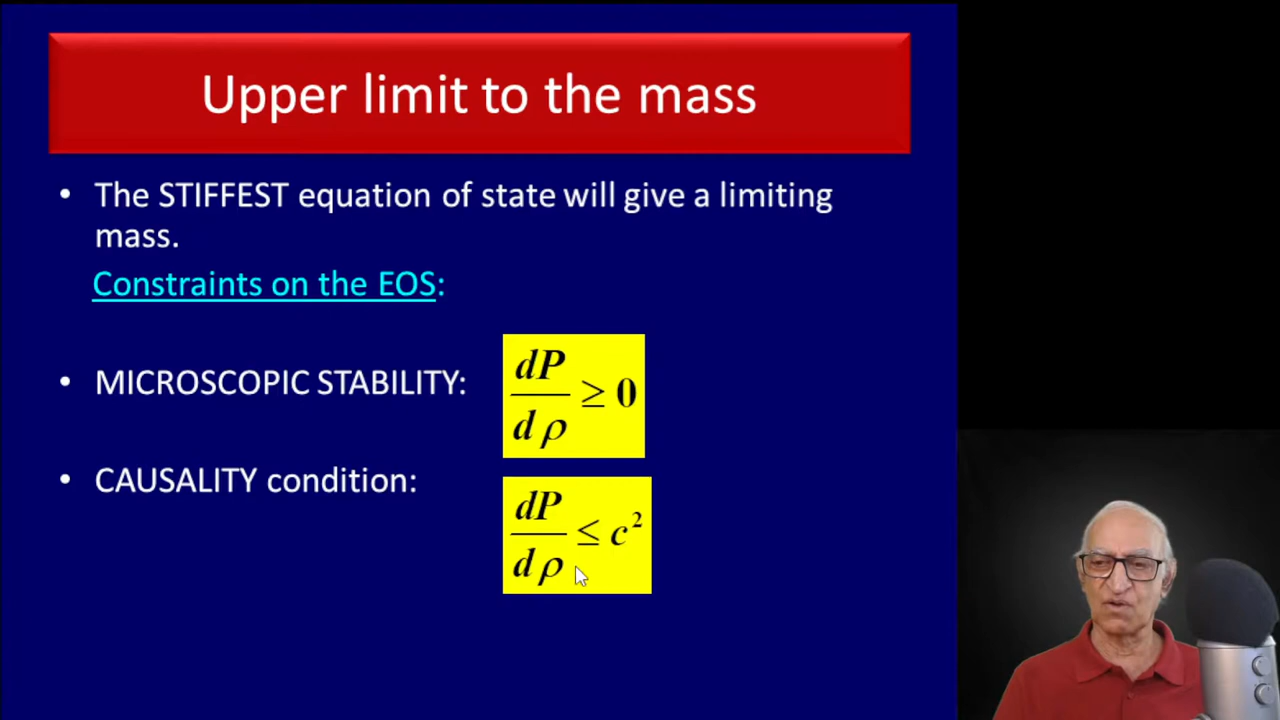 Upper limit to the mass
• The STIFFEST equation of state will give a limiting
mass.
Constraints on the EOS:
• MICROSCOPIC STABILITY: dP/dρ ≥ 0
• CAUSALITY condition: dP/dρ ≤ c²